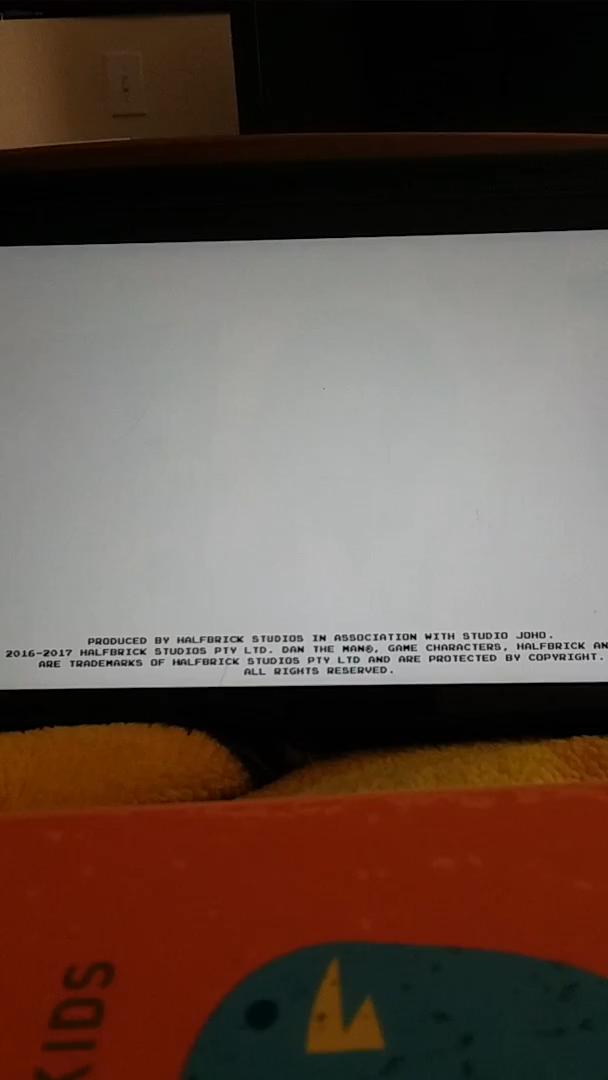 PRODUCED BY HALFBRICK STUDIOS IN ASSOCIATION WITH STUDIO JOHO.
2016-2017 HALFBRICK STUDIOS PTY LTD. DAN THE MAN®, GAME CHARACTERS, HALFBRICK AN
ARE TRADEMARKS OF HALFBRICK STUDIOS PTY LTD AND ARE PROTECTED BY COPYRIGHT.
ALL RIGHTS RESERVED.
KIDS